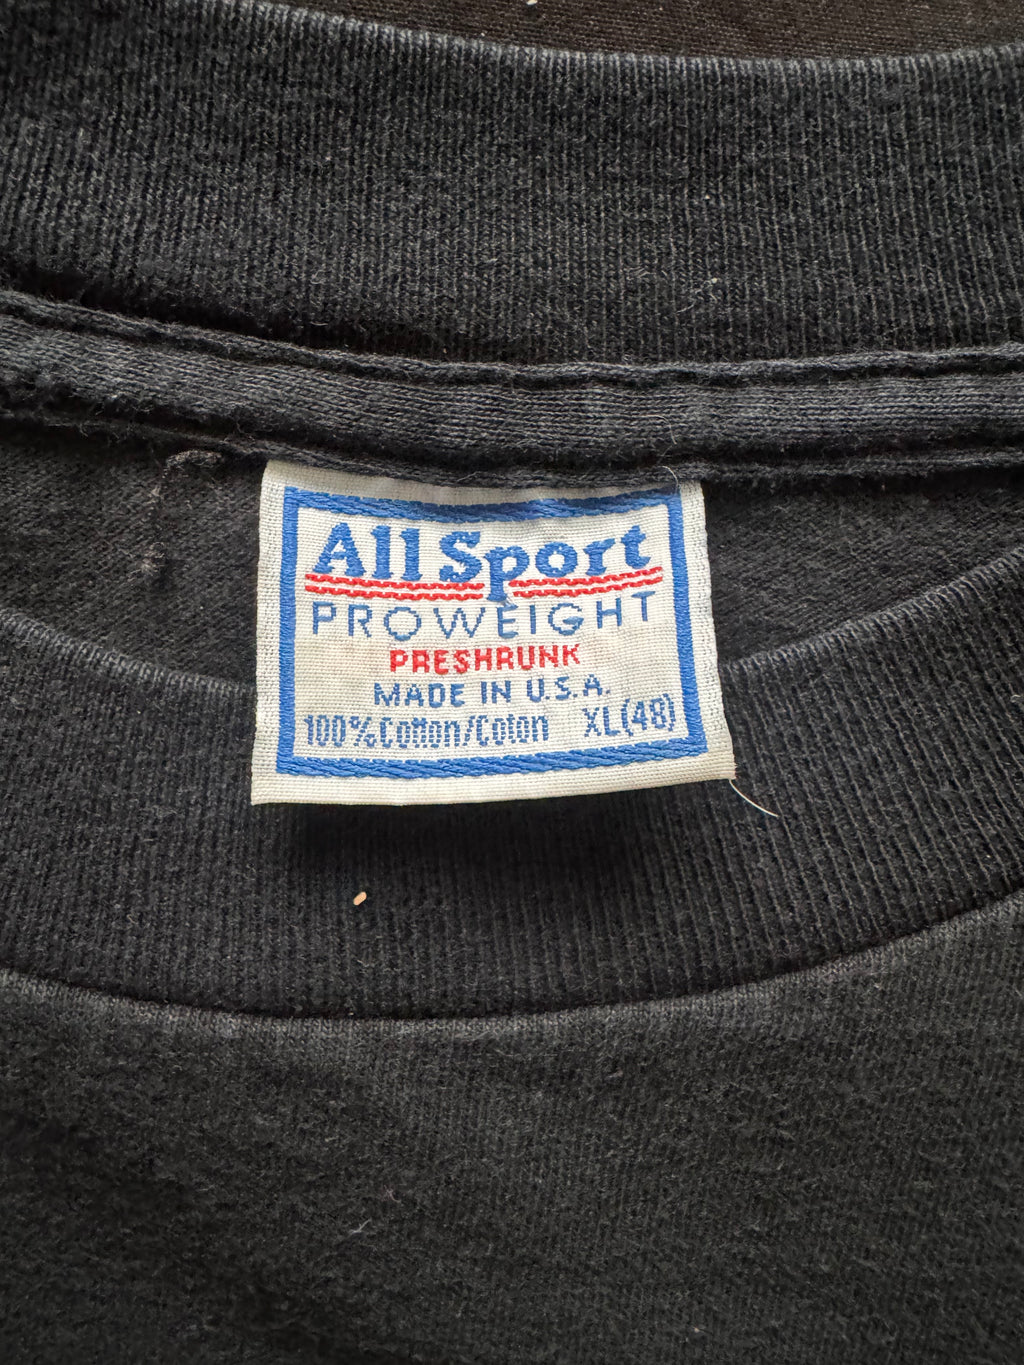 All Sport
PROWEIGHT
PRESHRUNK
MADE IN U.S.A.
100% Cotton/Coton XL(48)